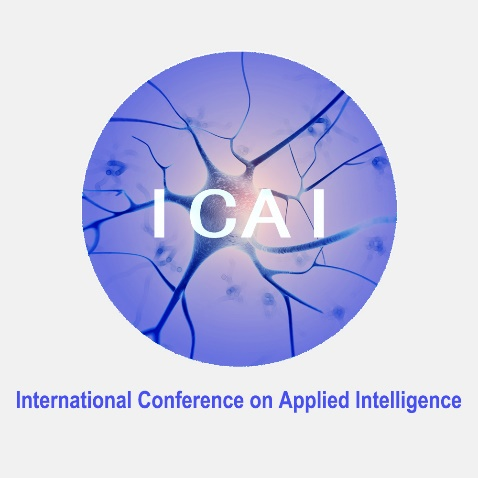 ICAI
International Conference on Applied Intelligence